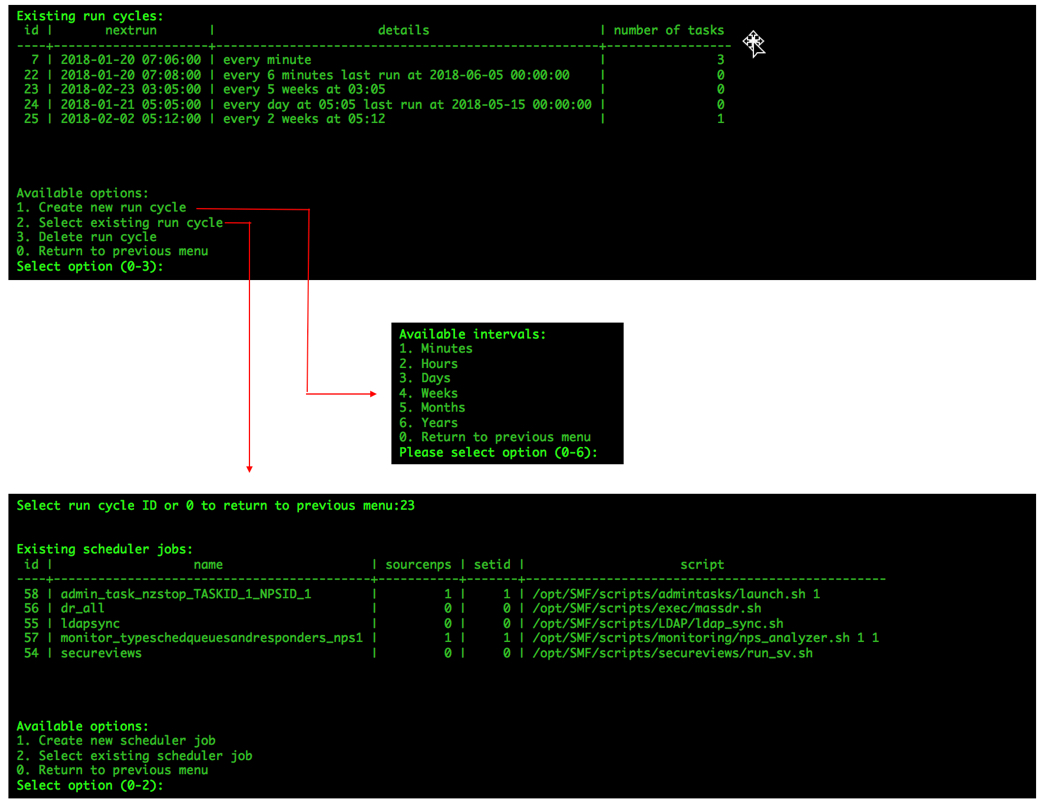 Existing run cycles:
id | nextrun | details | number of tasks
----+---------------------+----------------------------------------------------+-----------------
7 | 2018-01-20 07:06:00 | every minute | 3
22 | 2018-01-20 07:08:00 | every 6 minutes last run at 2018-06-05 00:00:00 | 0
23 | 2018-02-23 03:05:00 | every 5 weeks at 03:05 | 0
24 | 2018-01-21 05:05:00 | every day at 05:05 last run at 2018-05-15 00:00:00 | 0
25 | 2018-02-02 05:12:00 | every 2 weeks at 05:12 | 1
Available options:
1. Create new run cycle
2. Select existing run cycle
3. Delete run cycle
0. Return to previous menu
Select option (0-3):
Available intervals:
1. Minutes
2. Hours
3. Days
4. Weeks
5. Months
6. Years
0. Return to previous menu
Please select option (0-6):
Select run cycle ID or 0 to return to previous menu:23
Existing scheduler jobs:
id | name | sourcenps | setid | script
----+-------------------------------------------+-----------+-------+-------------------------------------------------
58 | admin_task_nzstop_TASKID_1_NPSID_1 | 1 | 1 | /opt/SMF/scripts/admintasks/launch.sh 1
56 | dr_all | 0 | 0 | /opt/SMF/scripts/exec/massdr.sh
55 | ldapsync | 0 | 0 | /opt/SMF/scripts/LDAP/ldap_sync.sh
57 | monitor_typeschedqueuesandresponders_nps1 | 1 | 1 | /opt/SMF/scripts/monitoring/nps_analyzer.sh 1 1
54 | secureviews | 0 | 0 | /opt/SMF/scripts/secureviews/run_sv.sh
Available options:
1. Create new scheduler job
2. Select existing scheduler job
0. Return to previous menu
Select option (0-2):